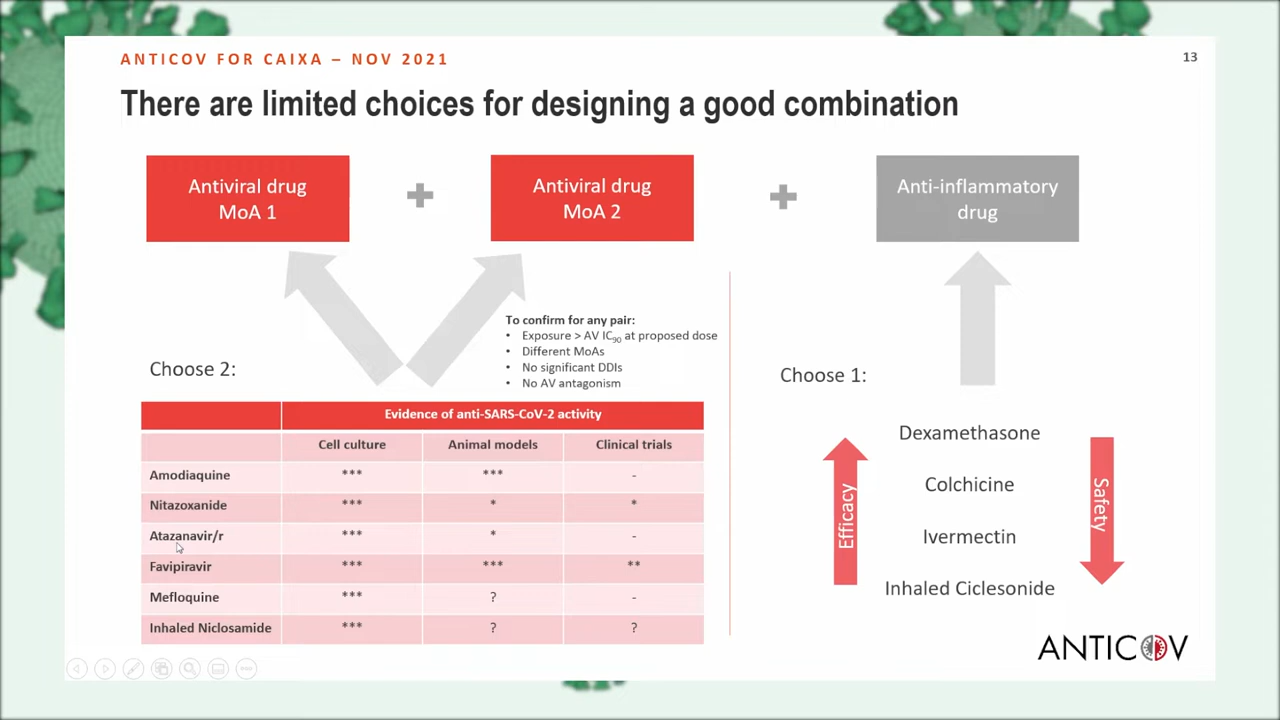 ANTICOV FOR CAIXA – NOV 2021
13
There are limited choices for designing a good combination
Antiviral drug
MoA 1
Antiviral drug
MoA 2
Anti-inflammatory
drug
To confirm for any pair:
• Exposure > AV IC90 at proposed dose
• Different MoAs
• No significant DDIs
• No AV antagonism
Choose 2:
Choose 1:
Evidence of anti-SARS-CoV-2 activity
Cell culture Animal models Clinical trials
Amodiaquine *** *** -
Nitazoxanide *** * *
Atazanavir/r *** * -
Favipiravir *** *** **
Mefloquine *** ? -
Inhaled Niclosamide *** ? ?
Efficacy
Dexamethasone
Colchicine
Ivermectin
Inhaled Ciclesonide
Safety
ANTICOV